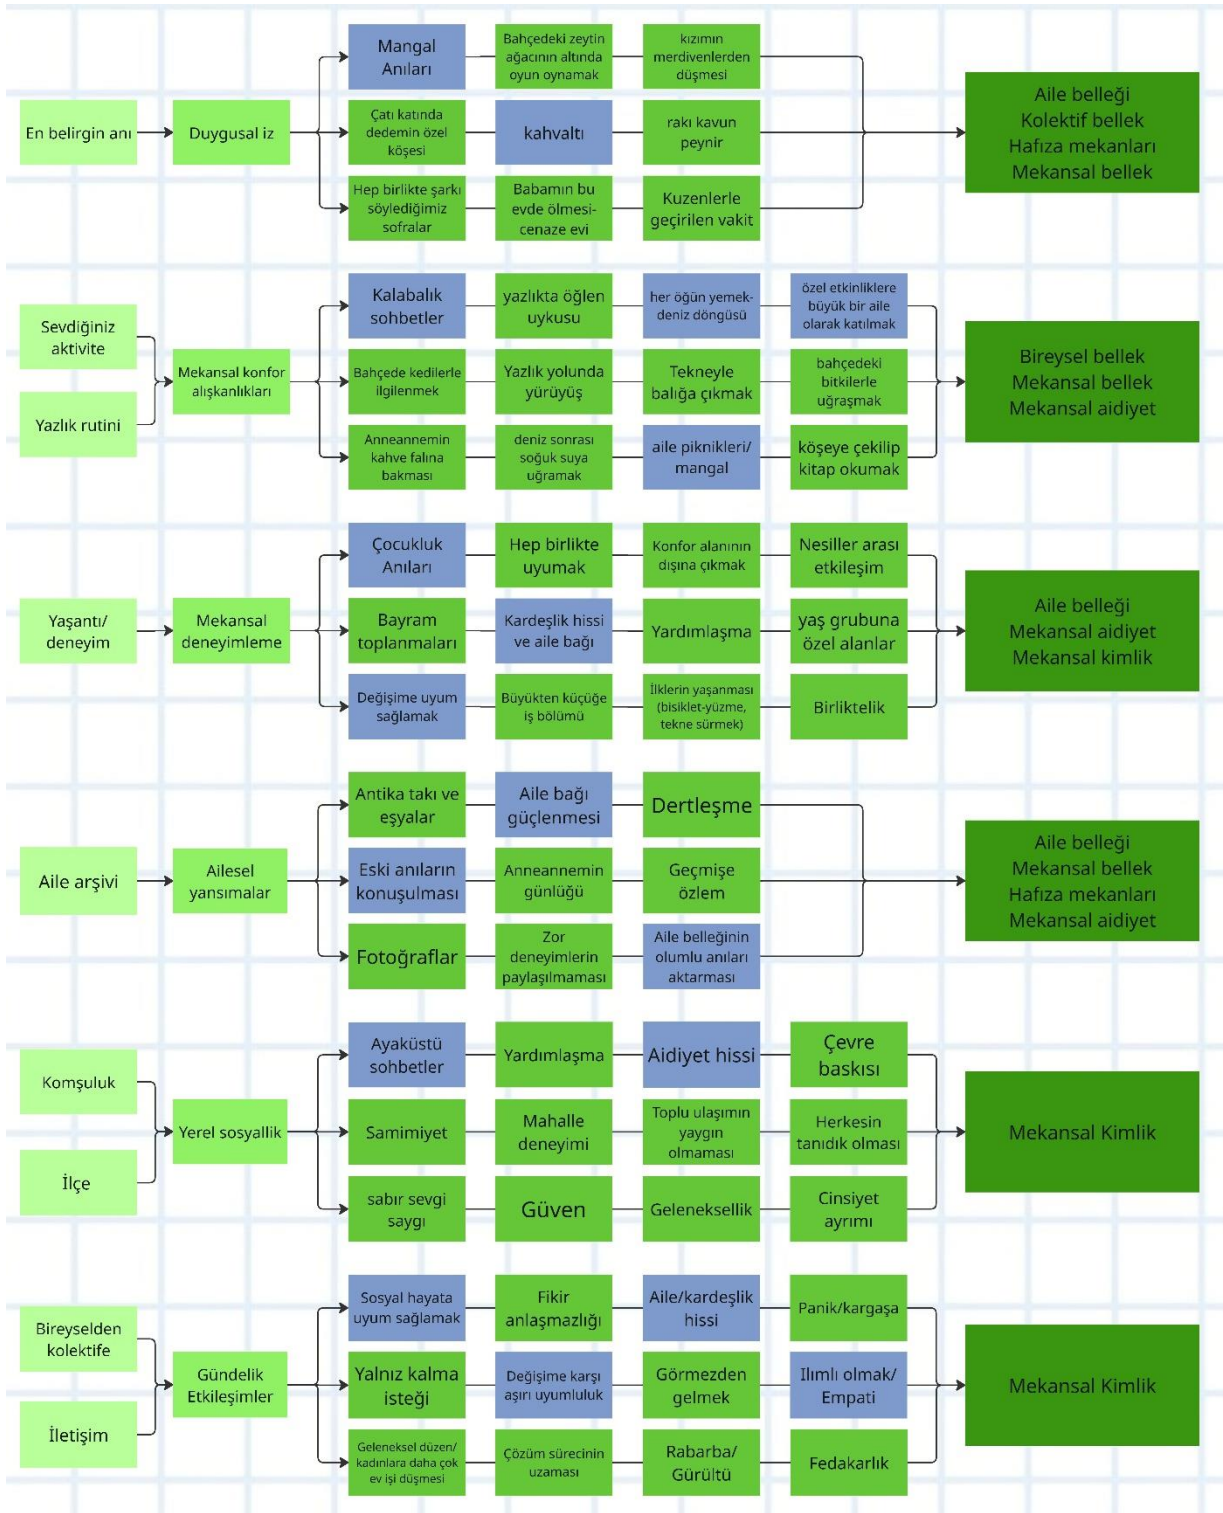 Mangal
Anıları
Bahçedeki zeytin
ağacının altında
oyun oynamak
kızımın
merdivenlerden
düşmesi
En belirgin anı
Duygusal iz
Çatı katında
dedemin özel
köşesi
kahvaltı
rakı kavun
peynir
Aile belleği
Kolektif bellek
Hafıza mekanları
Mekansal bellek
Hep birlikte şarkı
söylediğimiz
sofralar
Babamın bu
evde ölmesi-
cenaze evi
Kuzenlerle
geçirilen vakit
Sevdiğiniz
aktivite
Yazlık rutini
Mekansal konfor
alışkanlıkları
Kalabalık
sohbetler
yazlıkta öğlen
uykusu
her öğün yemek-
deniz döngüsü
özel etkinliklere
büyük bir aile
olarak katılmak
Bahçede kedilerle
ilgilenmek
Yazlık yolunda
yürüyüş
Tekneyle
balığa çıkmak
bahçedeki
bitkilerle
uğraşmak
Anneannemin
kahve falına
bakması
deniz sonrası
soğuk suya
uğramak
aile piknikleri/
mangal
köşeye çekilip
kitap okumak
Bireysel bellek
Mekansal bellek
Mekansal aidiyet
Yaşantı/
deneyim
Mekansal
deneyimleme
Çocukluk
Anıları
Hep birlikte
uyumak
Konfor alanının
dışına çıkmak
Nesiller arası
etkileşim
Bayram
toplanmaları
Kardeşlik hissi
ve aile bağı
Yardımlaşma
yaş grubuna
özel alanlar
Değişime uyum
sağlamak
Büyükten küçüğe
iş bölümü
İlklerin yaşanması
(bisiklet-yüzme,
tekne sürmek)
Birliktelik
Aile belleği
Mekansal aidiyet
Mekansal kimlik
Aile arşivi
Ailesel
yansımalar
Antika takı ve
eşyalar
Aile bağı
güçlenmesi
Dertleşme
Eski anıların
konuşulması
Anneannemin
günlüğü
Geçmişe
özlem
Fotoğraflar
Zor
deneyimlerin
paylaşılmaması
Aile belleğinin
olumlu anıları
aktarması
Aile belleği
Mekansal bellek
Hafıza mekanları
Mekansal aidiyet
Komşuluk
İlçe
Yerel sosyallik
Ayaküstü
sohbetler
Yardımlaşma
Aidiyet hissi
Çevre
baskısı
Samimiyet
Mahalle
deneyimi
Toplu ulaşımın
yaygın
olmaması
Herkesin
tanıdık olması
sabır sevgi
saygı
Güven
Geleneksellik
Cinsiyet
ayrımı
Mekansal Kimlik
Bireyselden
kolektife
İletişim
Gündelik
Etkileşimler
Sosyal hayata
uyum sağlamak
Fikir
anlaşmazlığı
Aile/kardeşlik
hissi
Panik/kargaşa
Yalnız kalma
isteği
Değişime karşı
aşırı uyumluluk
Görmezden
gelmek
Ilımlı olmak/
Empati
Geleneksel düzen/
kadınlara daha çok
ev işi düşmesi
Çözüm sürecinin
uzaması
Rabarba/
Gürültü
Fedakarlık
Mekansal Kimlik